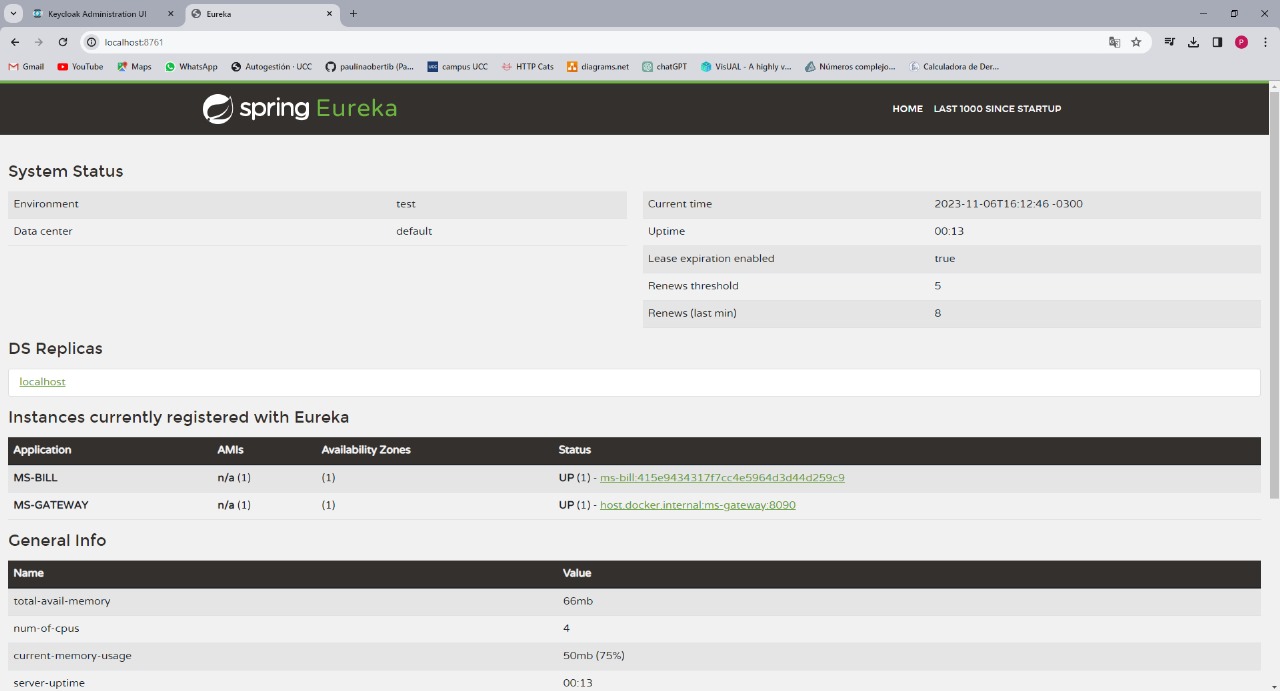 Keycloak Administration UI
Eureka
localhost:8761
Gmail YouTube Maps WhatsApp Autogestión · UCC paulinaobertib (Pa... campus UCC HTTP Cats diagrams.net chatGPT VisUAL - A highly v... Números complejo... Calculadora de Der...
spring Eureka
HOME LAST 1000 SINCE STARTUP
System Status
Environment test
Data center default
Current time 2023-11-06T16:12:46 -0300
Uptime 00:13
Lease expiration enabled true
Renews threshold 5
Renews (last min) 8
DS Replicas
localhost
Instances currently registered with Eureka
Application AMIs Availability Zones Status
MS-BILL n/a (1) (1) UP (1) - ms-bill:415e9434317f7cc4e5964d3d44d259c9
MS-GATEWAY n/a (1) (1) UP (1) - host.docker.internal:ms-gateway:8090
General Info
Name Value
total-avail-memory 66mb
num-of-cpus 4
current-memory-usage 50mb (75%)
server-uptime 00:13